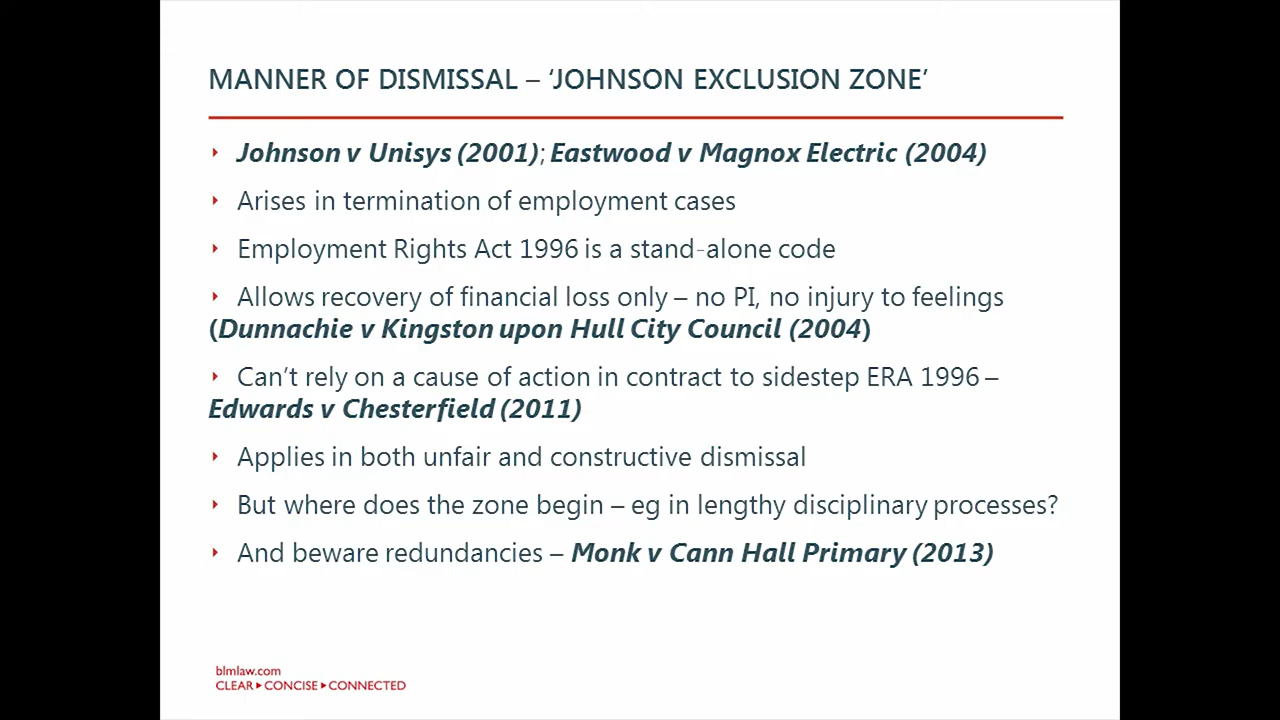 MANNER OF DISMISSAL – ‘JOHNSON EXCLUSION ZONE’
Johnson v Unisys (2001); Eastwood v Magnox Electric (2004)
Arises in termination of employment cases
Employment Rights Act 1996 is a stand-alone code
Allows recovery of financial loss only – no PI, no injury to feelings
(Dunnachie v Kingston upon Hull City Council (2004)
Can’t rely on a cause of action in contract to sidestep ERA 1996 –
Edwards v Chesterfield (2011)
Applies in both unfair and constructive dismissal
But where does the zone begin – eg in lengthy disciplinary processes?
And beware redundancies – Monk v Cann Hall Primary (2013)
blmlaw.com
CLEAR▸CONCISE▸CONNECTED